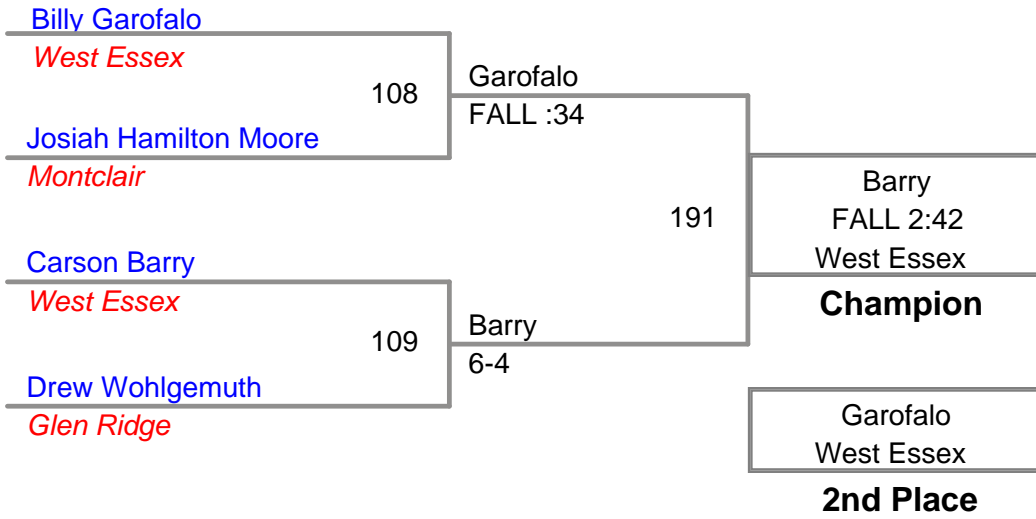 Billy Garofalo
West Essex
108
Garofalo
FALL :34
Josiah Hamilton Moore
Montclair
191
Barry
FALL 2:42
West Essex
Champion
Carson Barry
West Essex
109
Barry
6-4
Drew Wohlgemuth
Glen Ridge
Garofalo
West Essex
2nd Place